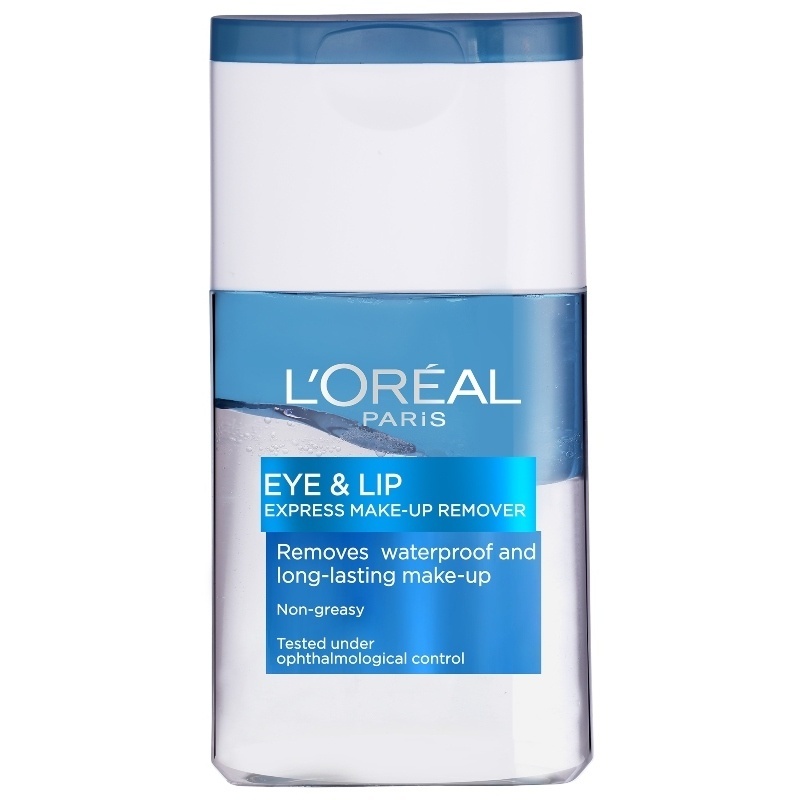 L'ORÉAL
PARiS
EYE & LIP
EXPRESS MAKE-UP REMOVER
Removes waterproof and
long-lasting make-up
Non-greasy
Tested under
ophthalmological control